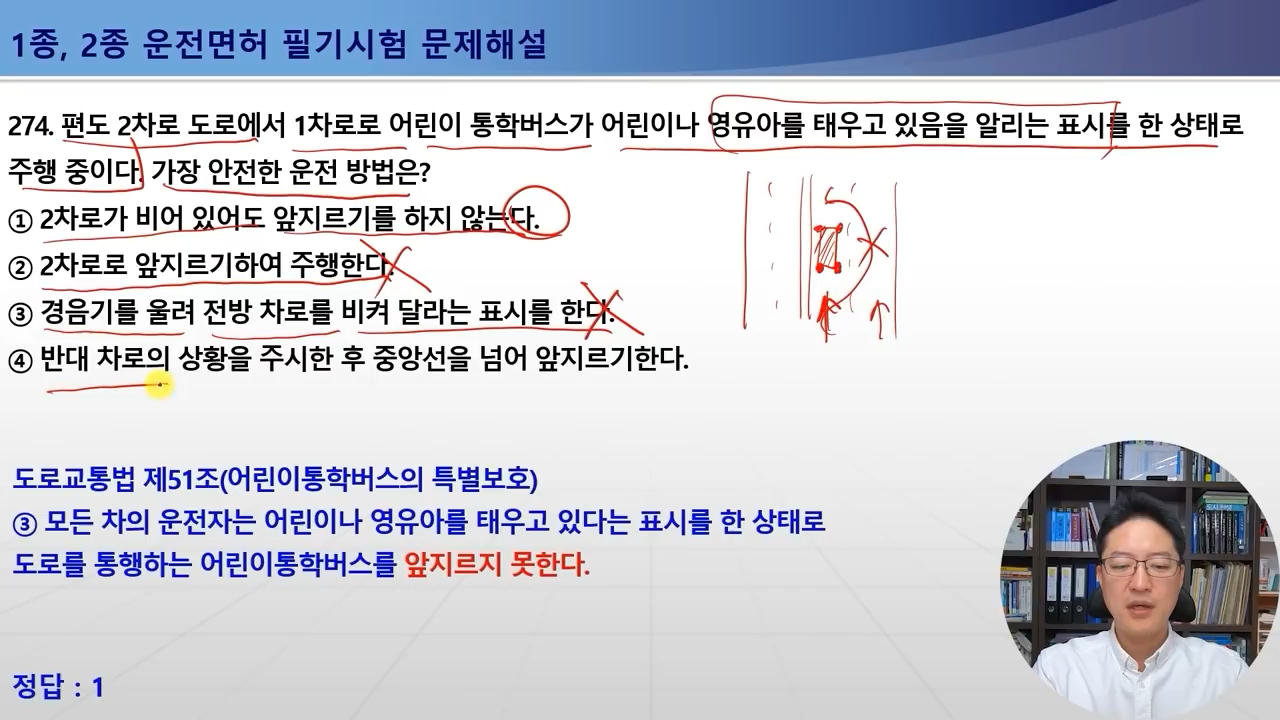 1종, 2종 운전면허 필기시험 문제해설
274. 편도 2차로 도로에서 1차로로 어린이 통학버스가 어린이나 영유아를 태우고 있음을 알리는 표시를 한 상태로
주행 중이다. 가장 안전한 운전 방법은?
① 2차로가 비어 있어도 앞지르기를 하지 않는다.
② 2차로로 앞지르기하여 주행한다.
③ 경음기를 울려 전방 차로를 비켜 달라는 표시를 한다.
④ 반대 차로의 상황을 주시한 후 중앙선을 넘어 앞지르기한다.
도로교통법 제51조(어린이통학버스의 특별보호)
③ 모든 차의 운전자는 어린이나 영유아를 태우고 있다는 표시를 한 상태로
도로를 통행하는 어린이통학버스를 앞지르지 못한다.
정답 : 1